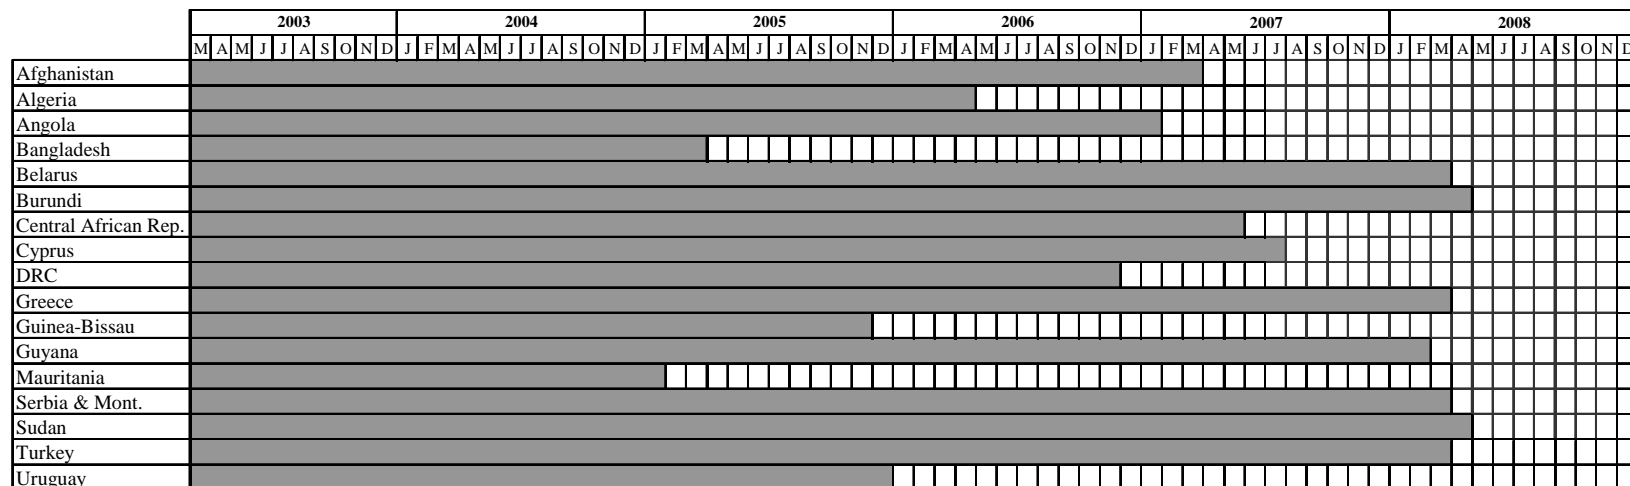 2003 2004 2005 2006 2007 2008
M A M J J A S O N D J F M A M J J A S O N D J F M A M J J A S O N D J F M A M J J A S O N D J F M A M J J A S O N D J F M A M J J A S O N D
Afghanistan
Algeria
Angola
Bangladesh
Belarus
Burundi
Central African Rep.
Cyprus
DRC
Greece
Guinea-Bissau
Guyana
Mauritania
Serbia & Mont.
Sudan
Turkey
Uruguay